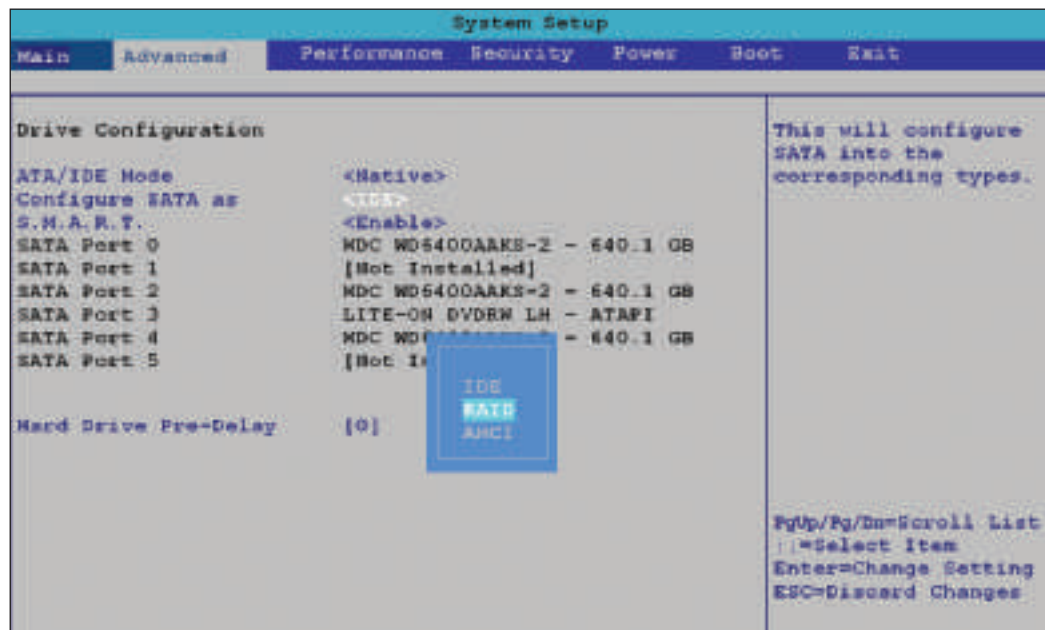 System Setup
Main Advanced Performance Security Power Boot Exit
Drive Configuration
ATA/IDE Mode <Native>
Configure SATA as <IDE>
S.M.A.R.T. <Enable>
SATA Port 0 WDC WD6400AAKS-2 - 640.1 GB
SATA Port 1 [Not Installed]
SATA Port 2 WDC WD6400AAKS-2 - 640.1 GB
SATA Port 3 LITE-ON DVDRW LH - ATAPI
SATA Port 4 WDC WD - 640.1 GB
SATA Port 5 [Not I
Hard Drive Pre-Delay [0]
IDE
RAID
AHCI
This will configure
SATA into the
corresponding types.
PgUp/Pg/Dn=Scroll List
=Select Item
Enter=Change Setting
ESC=Discard Changes